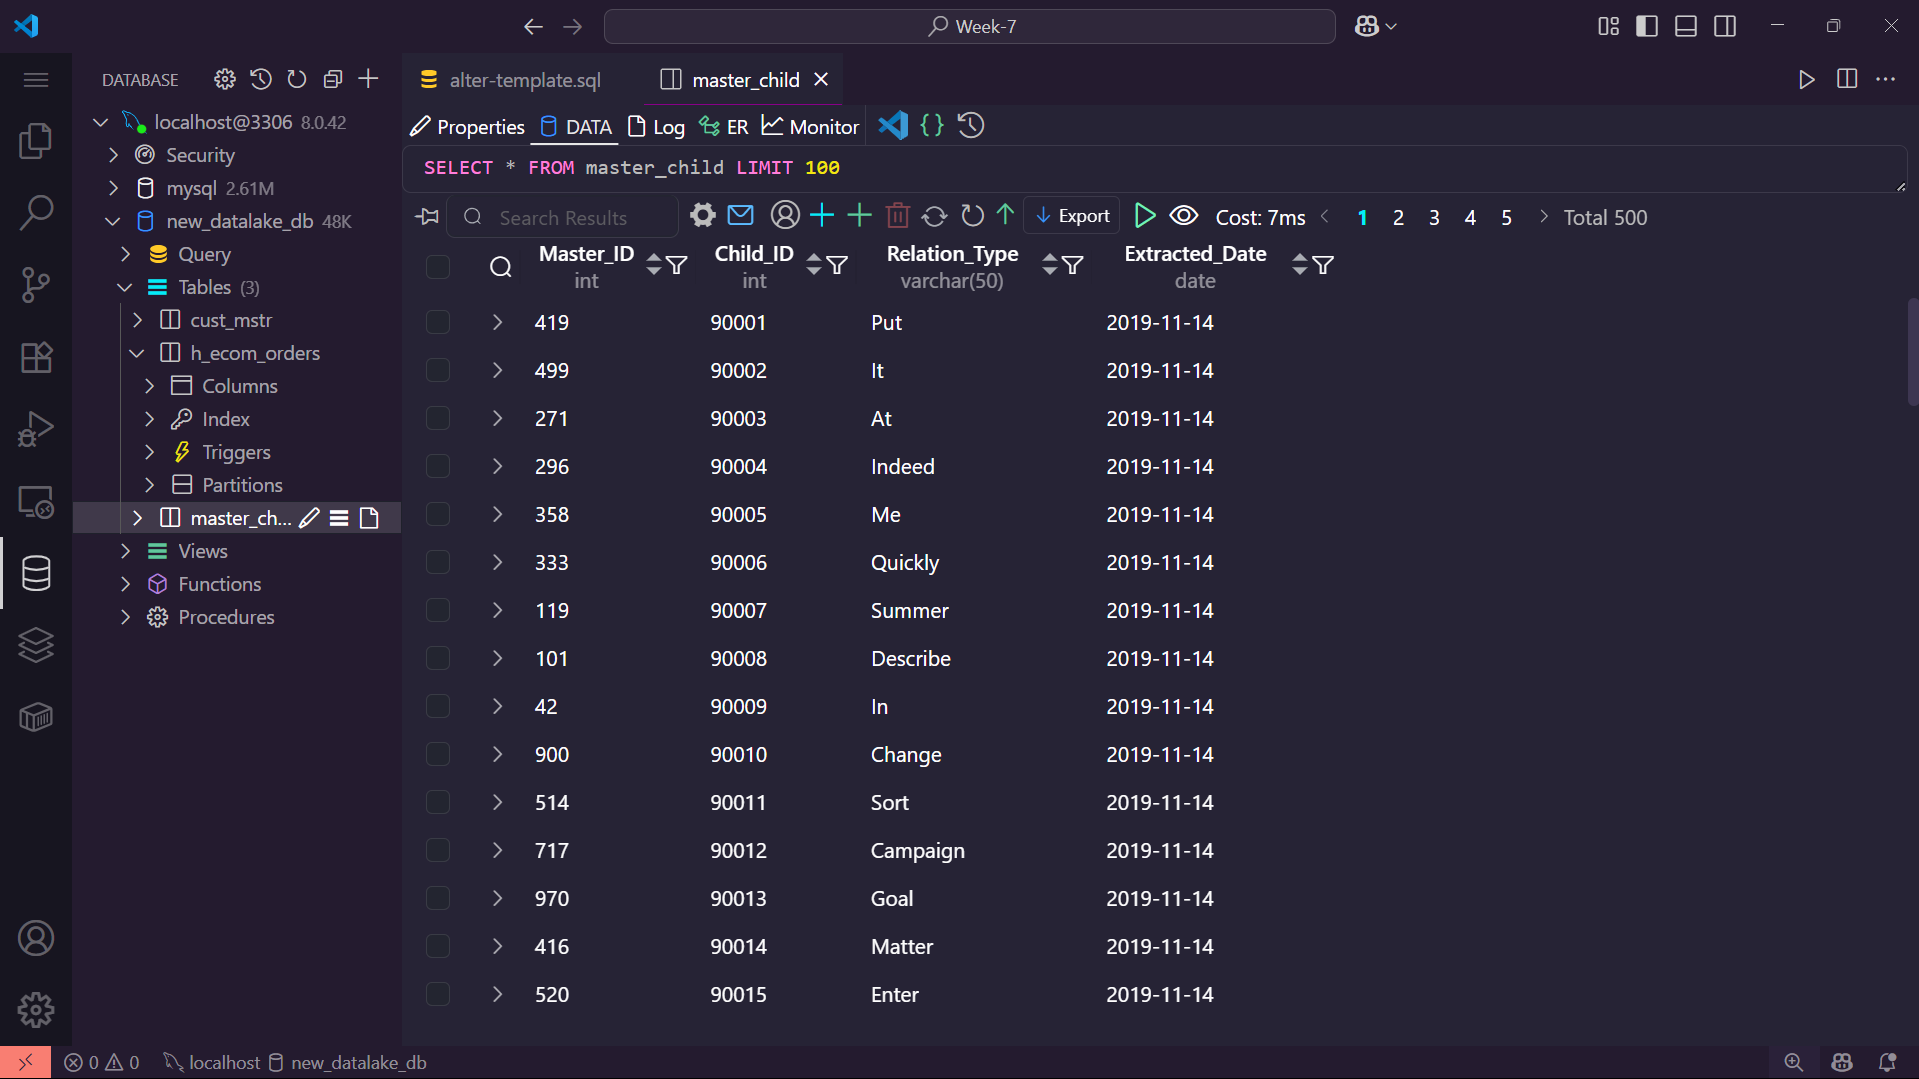 Week-7
DATABASE
localhost@3306 8.0.42
Security
mysql 2.61M
new_datalake_db 48K
Query
Tables (3)
cust_mstr
h_ecom_orders
Columns
Index
Triggers
Partitions
master_ch...
Views
Functions
Procedures
alter-template.sql
master_child
Properties DATA Log ER Monitor
SELECT * FROM master_child LIMIT 100
Search Results Export Cost: 7ms 1 2 3 4 5 Total 500
Master_ID Child_ID Relation_Type Extracted_Date
int int varchar(50) date
419 90001 Put 2019-11-14
499 90002 It 2019-11-14
271 90003 At 2019-11-14
296 90004 Indeed 2019-11-14
358 90005 Me 2019-11-14
333 90006 Quickly 2019-11-14
119 90007 Summer 2019-11-14
101 90008 Describe 2019-11-14
42 90009 In 2019-11-14
900 90010 Change 2019-11-14
514 90011 Sort 2019-11-14
717 90012 Campaign 2019-11-14
970 90013 Goal 2019-11-14
416 90014 Matter 2019-11-14
520 90015 Enter 2019-11-14
0 0 localhost new_datalake_db